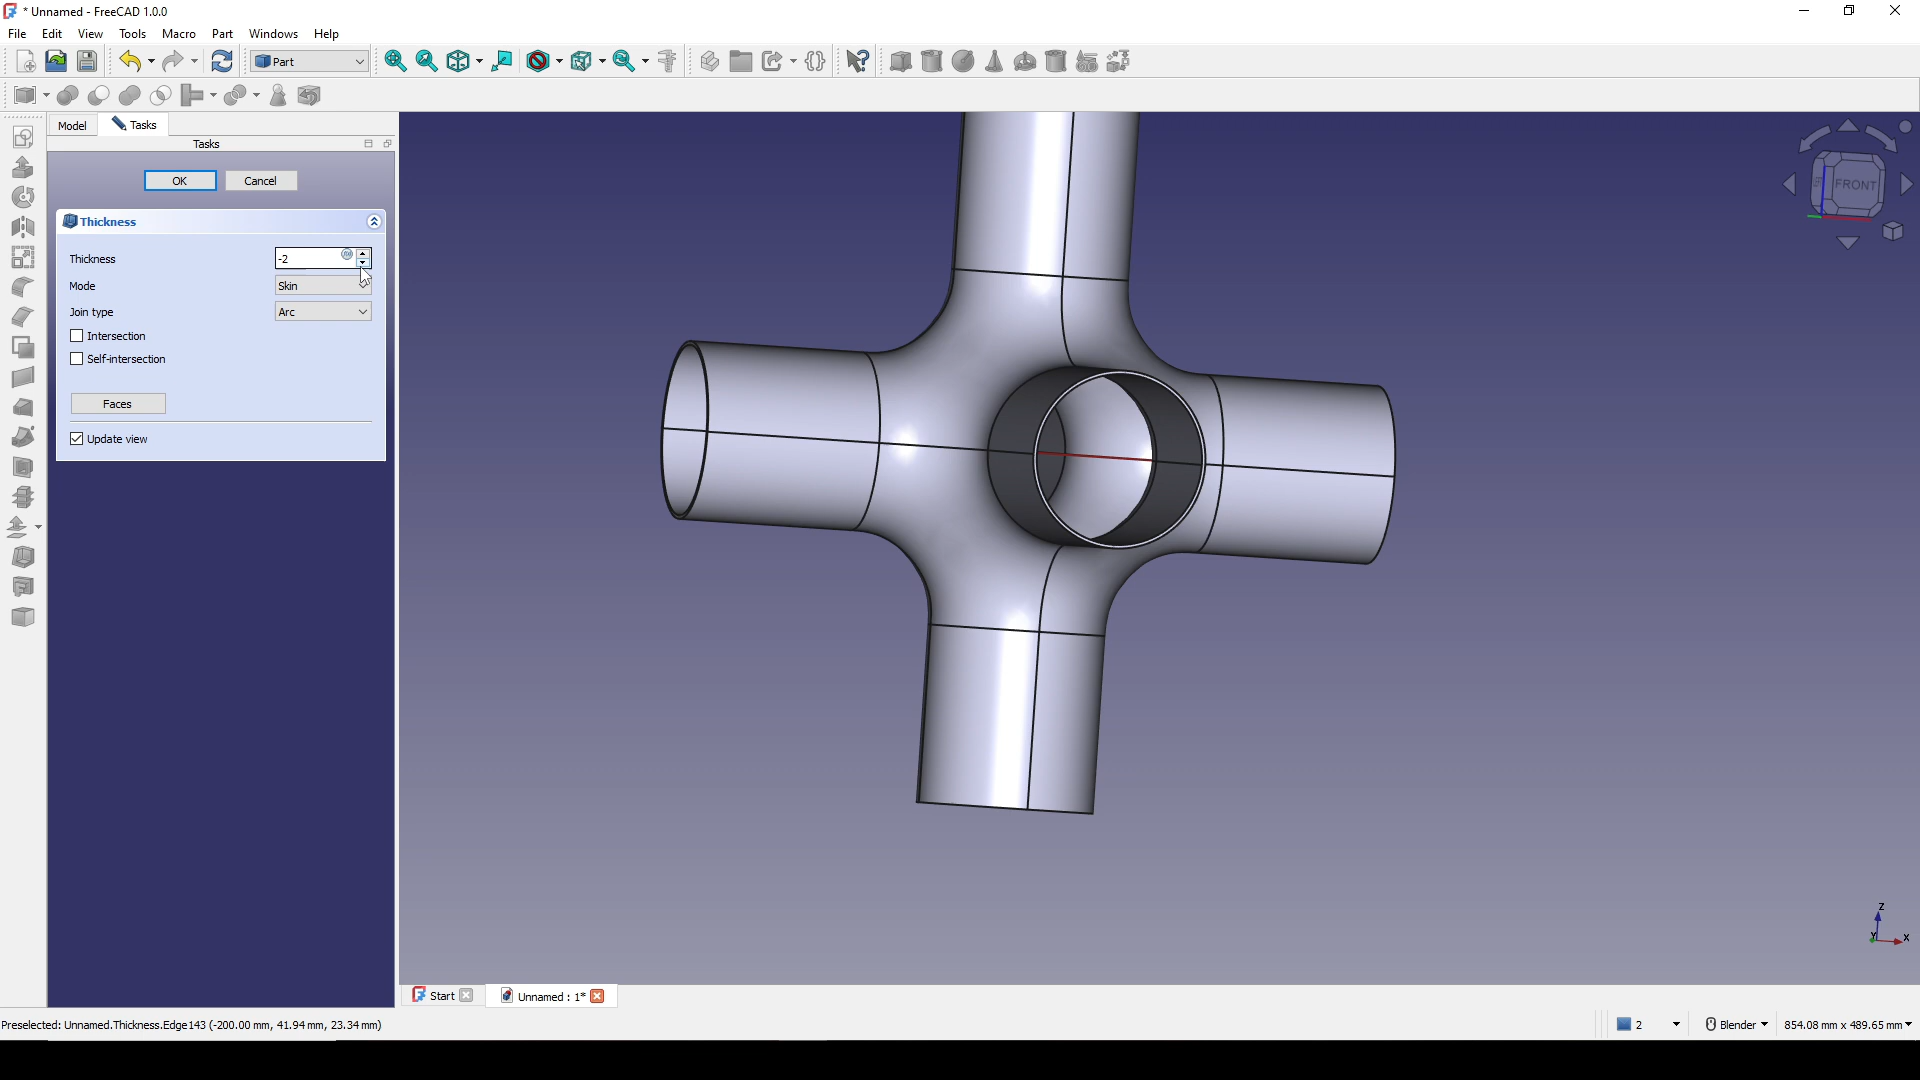 * Unnamed - FreeCAD 1.0.0
File Edit View Tools Macro Part Windows Help
Part
Model Tasks
Tasks
OK Cancel
Thickness
Thickness -2
Mode Skin
Join type Arc
Intersection
Self-intersection
Faces
Update view
FRONT
Z
Y X
Start Unnamed : 1*
Preselected: Unnamed.Thickness.Edge143 (-200.00 mm, 41.94 mm, 23.34 mm) 2 Blender 854.08 mm x 489.65 mm